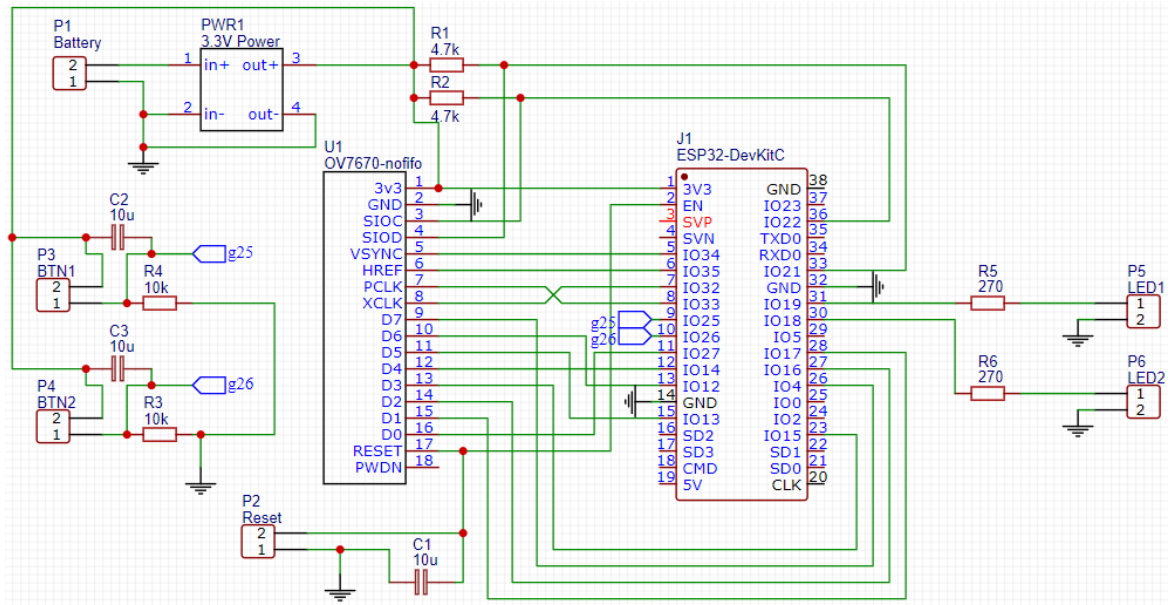 P1
Battery
2
1
PWR1
3.3V Power
1 in+ out+ 3
2 in- out- 4
R1
4.7k
R2
4.7k
U1
OV7670-nofifo
3v3 1
GND 2
SIOC 3
SIOD 4
VSYNC 5
HREF 6
PCLK 7
XCLK 8
D7 9
D6 10
D5 11
D4 12
D3 13
D2 14
D1 15
D0 16
RESET 17
PWDN 18
J1
ESP32-DevKitC
1 3V3 GND 38
2 EN IO23 37
3 SVP IO22 36
4 SVN TXD0 35
5 IO34 RXD0 34
6 IO35 IO21 33
7 IO32 GND 32
8 IO33 IO19 31
9 IO25 IO18 30
10 IO26 IO5 29
11 IO27 IO17 28
12 IO14 IO16 27
13 IO12 IO4 26
14 GND IO0 25
15 IO13 IO2 24
16 SD2 IO15 23
17 SD3 SD1 22
18 CMD SD0 21
19 5V CLK 20
g25
g26
C2
10u
g25
P3
BTN1
2
1
R4
10k
C3
10u
g26
P4
BTN2
2
1
R3
10k
P2
Reset
2
1
C1
10u
R5
270
P5
LED1
1
2
R6
270
P6
LED2
1
2